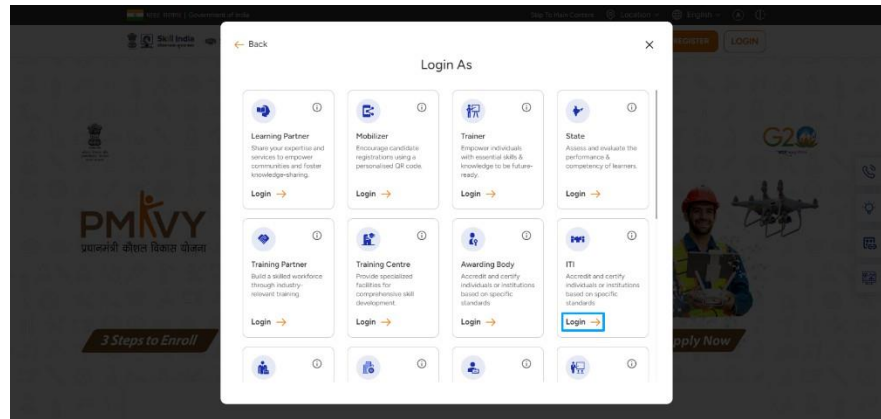 भारत सरकार | Government of India
Skip To Main Content
Location
English
Skill India
REGISTER
LOGIN
Back
Login As
Learning Partner
Share your expertise and
services to empower
communities and foster
knowledge-sharing.
Login
Mobilizer
Encourage candidate
registrations using a
personalised QR code.
Login
Trainer
Empower individuals
with essential skills &
knowledge to be future-
ready.
Login
State
Assess and evaluate the
performance &
competency of learners.
Login
Training Partner
Build a skilled workforce
through industry-
relevant training.
Login
Training Centre
Provide specialized
facilities for
comprehensive skill
development
Login
Awarding Body
Accredit and certify
individuals or institutions
based on specific
standards
Login
ITI
Accredit and certify
individuals or institutions
based on specific
standards
Login
G20
PMKVY
प्रधानमंत्री कौशल विकास योजना
3 Steps to Enroll
pply Now